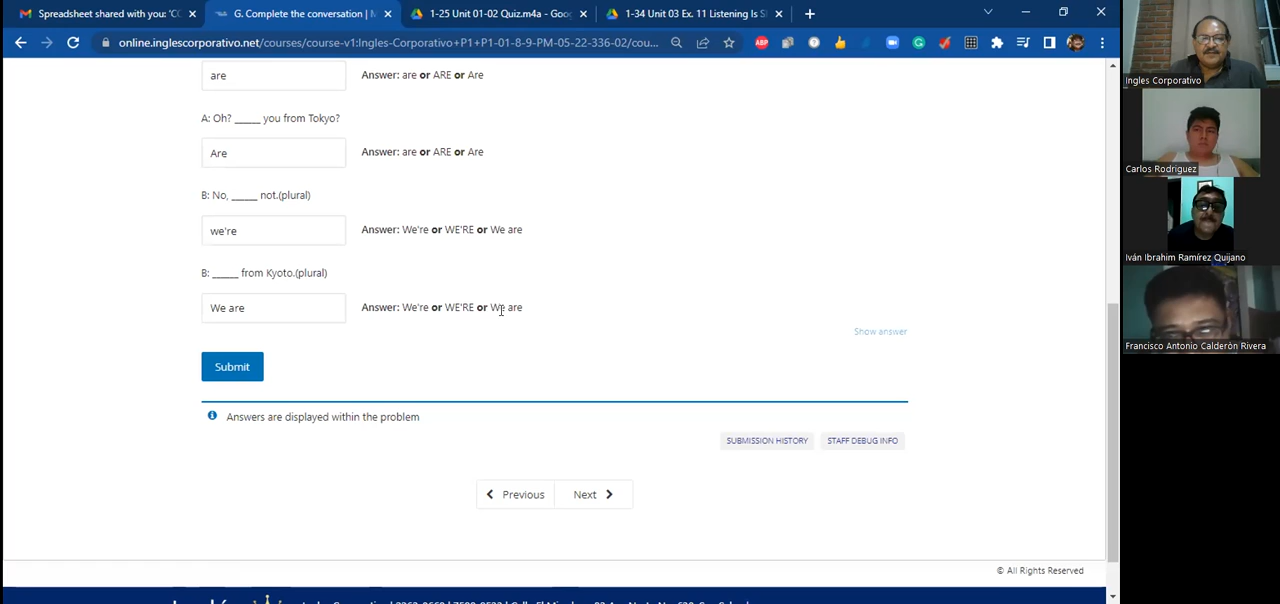 Spreadsheet shared with you: 'CC
G. Complete the conversation | M
1-25 Unit 01-02 Quiz.m4a - Goog
1-34 Unit 03 Ex. 11 Listening Is S
online.inglescorporativo.net/courses/course-v1:Ingles-Corporativo+P1+P1-01-8-9-PM-05-22-336-02/cou...
Ingles Corporativo
Carlos Rodriguez
Iván Ibrahim Ramírez Quijano
Francisco Antonio Calderòn Rivera
are
Answer: are or ARE or Are
A: Oh? _____ you from Tokyo?
Are
Answer: are or ARE or Are
B: No, _____ not.(plural)
we're
Answer: We're or WE'RE or We are
B: _____ from Kyoto.(plural)
We are
Answer: We're or WE'RE or We are
Show answer
Submit
Answers are displayed within the problem
SUBMISSION HISTORY
STAFF DEBUG INFO
Previous
Next
© All Rights Reserved